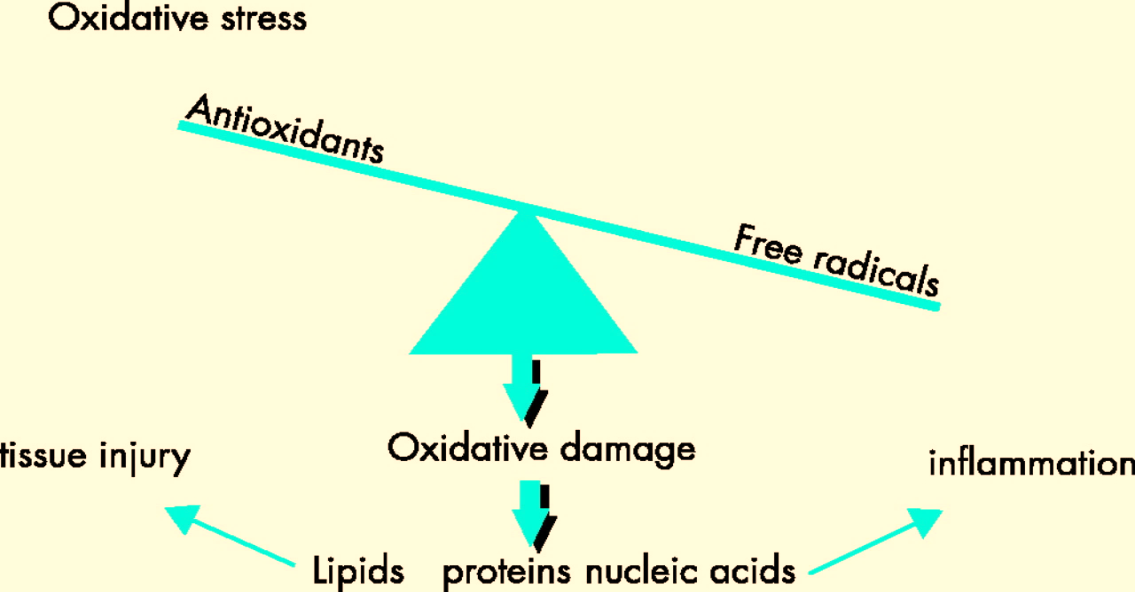 Oxidative stress
Antioxidants
Free radicals
Oxidative damage
tissue injury
inflammation
Lipids proteins nucleic acids